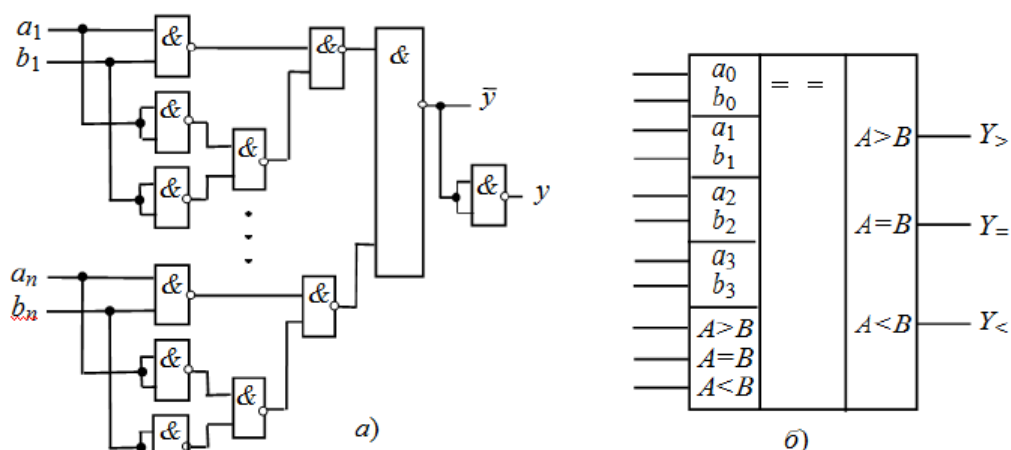 a₁
b₁
&
&
&
&
&
&
ȳ
&
y
aₙ
bₙ
&
&
&
&
&
а)
a₀
b₀
a₁
b₁
a₂
b₂
a₃
b₃
A>B
A=B
A<B
= =
A>B
A=B
A<B
Y>
Y=
Y<
б)